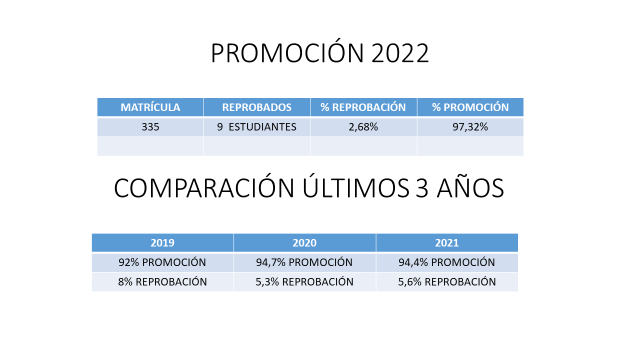 PROMOCIÓN 2022
MATRÍCULA REPROBADOS % REPROBACIÓN % PROMOCIÓN
335 9 ESTUDIANTES 2,68% 97,32%
COMPARACIÓN ÚLTIMOS 3 AÑOS
2019 2020 2021
92% PROMOCIÓN 94,7% PROMOCIÓN 94,4% PROMOCIÓN
8% REPROBACIÓN 5,3% REPROBACIÓN 5,6% REPROBACIÓN